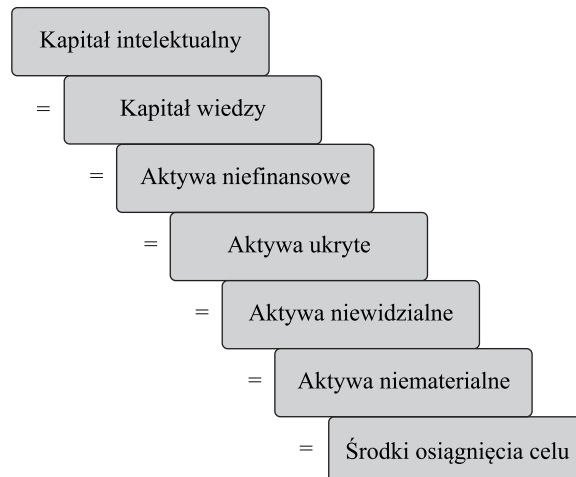 Kapitał intelektualny
= Kapitał wiedzy
= Aktywa niefinansowe
= Aktywa ukryte
= Aktywa niewidzialne
= Aktywa niematerialne
= Środki osiągnięcia celu